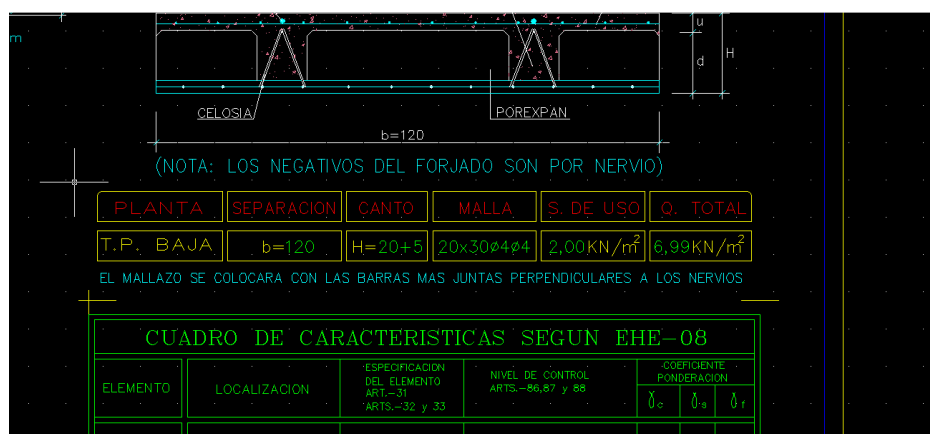 m
u
H
d
CELOSIA
POREXPAN
b=120
(NOTA: LOS NEGATIVOS DEL FORJADO SON POR NERVIO)
PLANTA SEPARACION CANTO MALLA S. DE USO Q. TOTAL
T.P. BAJA b=120 H=20+5 20x30ø4ø4 2,00KN/m² 6,99KN/m²
EL MALLAZO SE COLOCARA CON LAS BARRAS MAS JUNTAS PERPENDICULARES A LOS NERVIOS
CUADRO DE CARACTERISTICAS SEGUN EHE-08
ELEMENTO
LOCALIZACION
ESPECIFICACION
DEL ELEMENTO
ART.-31
ARTS.-32 y 33
NIVEL DE CONTROL
ARTS.-86,87 y 88
COEFICIENTE
PONDERACION
γc γs γf